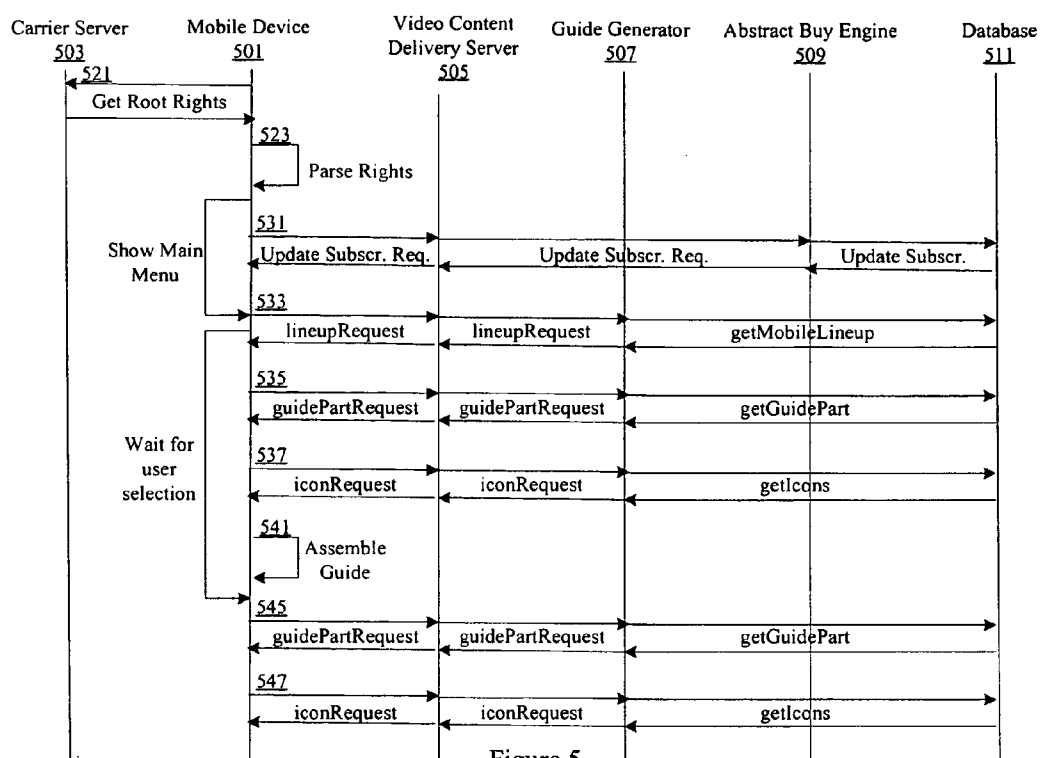 Carrier Server
503
Mobile Device
501
Video Content
Delivery Server
505
Guide Generator
507
Abstract Buy Engine
509
Database
511
521
Get Root Rights
523
Parse Rights
Show Main
Menu
531
Update Subscr. Req.
Update Subscr. Req.
Update Subscr.
533
lineupRequest
lineupRequest
getMobileLineup
Wait for
user
selection
535
guidePartRequest
guidePartRequest
getGuidePart
537
iconRequest
iconRequest
getIcons
541
Assemble
Guide
545
guidePartRequest
guidePartRequest
getGuidePart
547
iconRequest
iconRequest
getIcons
Figure 5